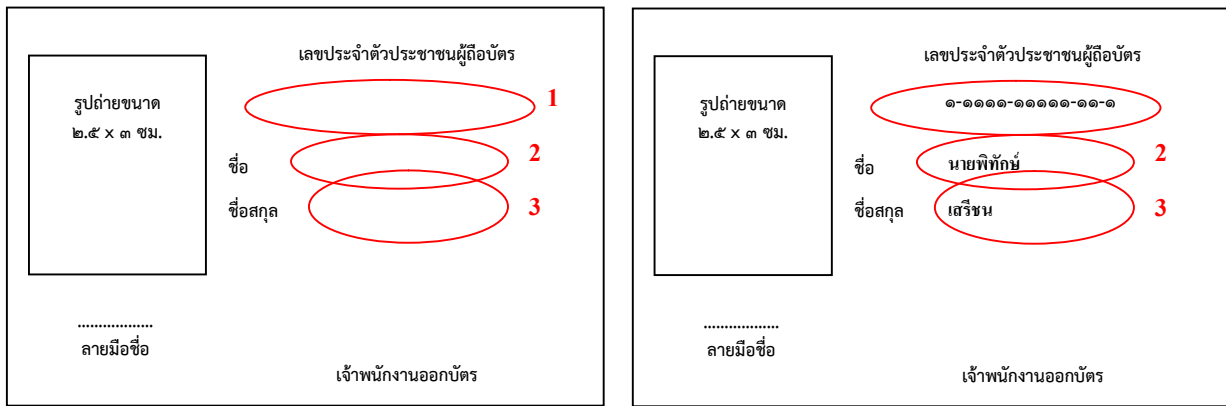 เลขประจำตัวประชาชนผู้ถือบัตร
รูปถ่ายขนาด
๒.๕ x ๓ ซม.
1
ชื่อ
2
ชื่อสกุล
3
...................
ลายมือชื่อ
เจ้าพนักงานออกบัตร
เลขประจำตัวประชาชนผู้ถือบัตร
รูปถ่ายขนาด
๒.๕ x ๓ ซม.
๑-๑๑๑๑-๑๑๑๑๑-๑๑-๑
ชื่อ นายพิทักษ์
2
ชื่อสกุล เสรีชน
3
...................
ลายมือชื่อ
เจ้าพนักงานออกบัตร